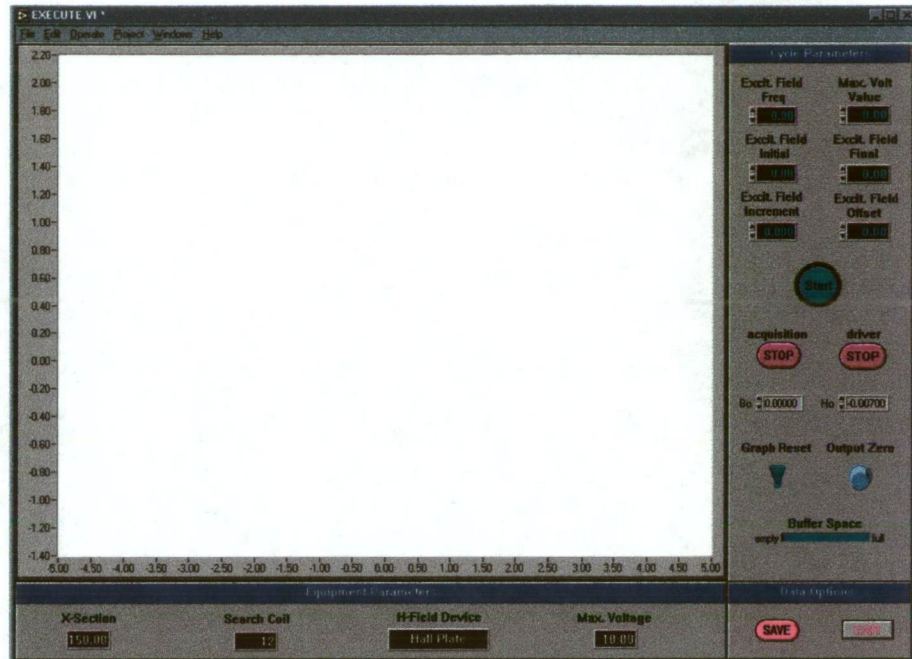 EXECUTE VI *
File Edit Operate Project Windows Help
Cycle Parameters
Excit. Field Freq
Max. Volt Value
0.00
0.00
Excit. Field Initial
Excit. Field Final
0.00
0.00
Excit. Field Increment
Excit. Field Offset
0.000
0.00
Start
acquisition
driver
STOP
STOP
Bo 0.00000
Ho -0.00700
Graph Reset
Output Zero
Buffer Space
empty
full
2.20
2.00
1.80
1.60
1.40
1.20
1.00
0.80
0.60
0.40
0.20
0.00
-0.20
-0.40
-0.60
-0.80
-1.00
-1.20
-1.40
-5.00 -4.50 -4.00 -3.50 -3.00 -2.50 -2.00 -1.50 -1.00 -0.50 0.00 0.50 1.00 1.50 2.00 2.50 3.00 3.50 4.00 4.50 5.00
Equipment Parameters
X-Section
Search Coil
H-Field Device
Max. Voltage
150.00
12
Hall Plate
10.00
Data Options
SAVE
EXIT